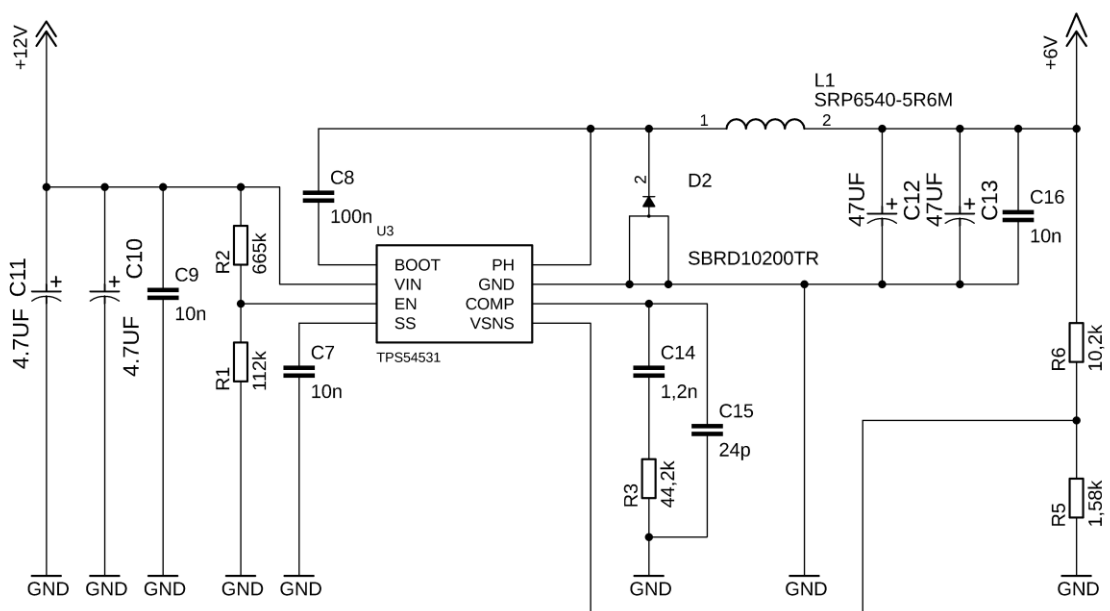 +12V
+6V
L1
SRP6540-5R6M
1
2
C8
100n
2
D2
SBRD10200TR
47UF
C12
47UF
C13
C16
10n
U3
BOOT
VIN
EN
SS
PH
GND
COMP
VSNS
TPS54531
R2
665k
4.7UF
C11
4.7UF
C10
C9
10n
R1
112k
C7
10n
C14
1,2n
C15
24p
R3
44,2k
R6
10,2k
R5
1,58k
GND
GND
GND
GND
GND
GND
GND
GND